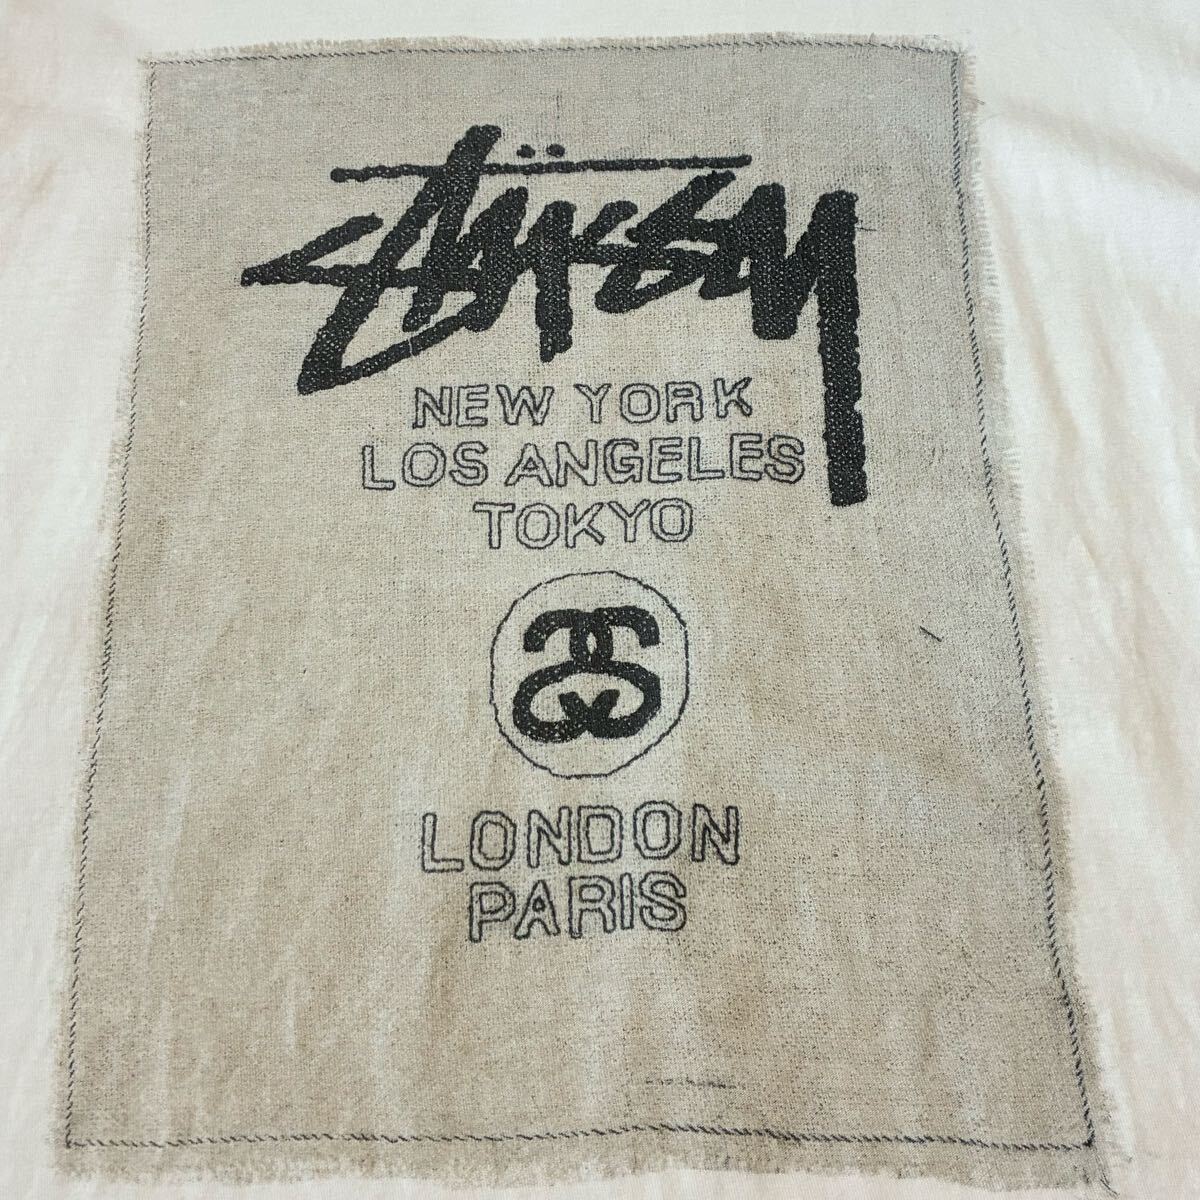 Stüssy
NEW YORK
LOS ANGELES
TOKYO
LONDON
PARIS